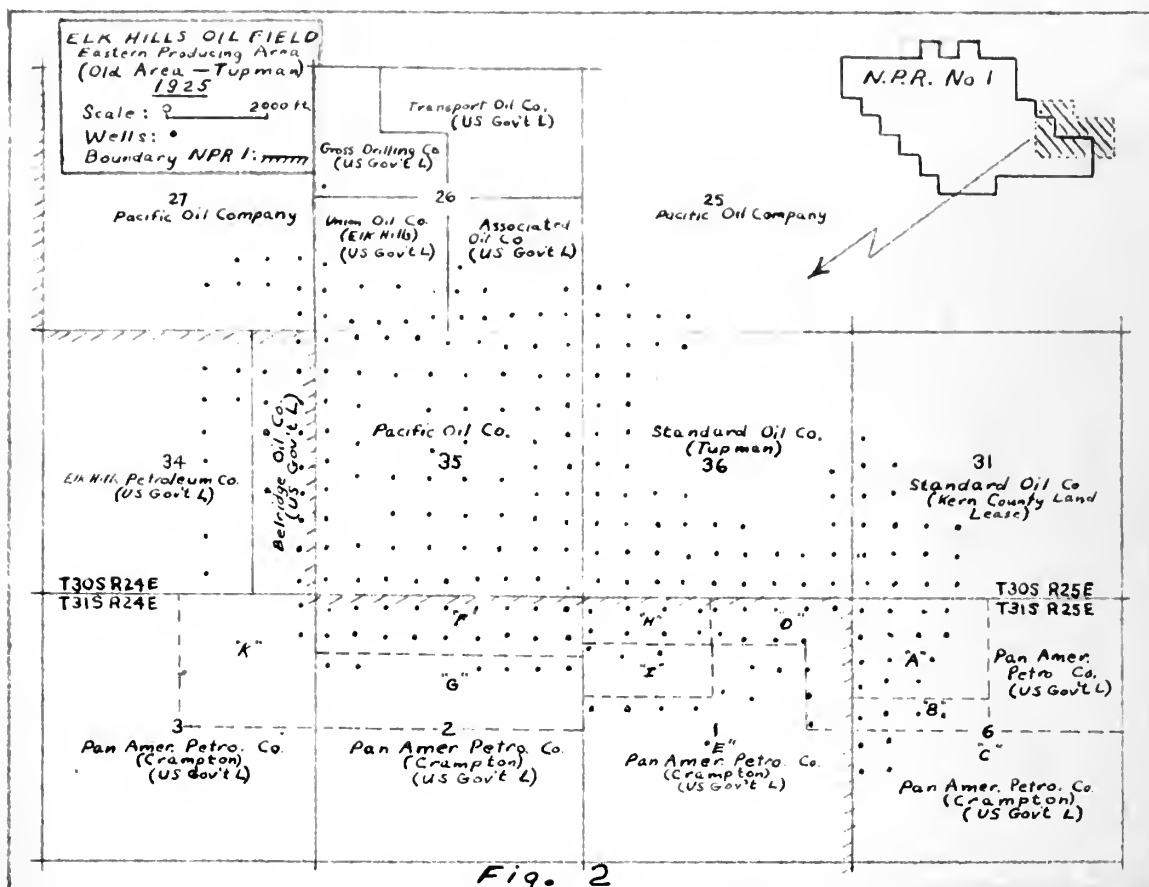 ELK HILLS OIL FIELD
Eastern Producing Area
(Old Area — Tupman)
1925
Scale: 0 2000 ft
Wells: •
Boundary NPR 1:
N.P.R. No 1
Transport Oil Co.
(US Gov't L)
Gross Drilling Co
(US Gov't L)
27
Pacific Oil Company
26
Union Oil Co.
(Elk Hills)
(US Gov't L)
Associated
Oil Co
(US Gov't L)
25
Pacific Oil Company
34
Elk Hills Petroleum Co.
(US Gov't L)
Belridge Oil Co.
(US Gov't L)
Pacific Oil Co.
35
Standard Oil Co.
(Tupman)
36
31
Standard Oil Co
(Kern County Land
Lease)
T30S R24E
T31S R24E
T30S R25E
T31S R25E
"K"
"F"
"G"
"H"
"I"
"D"
"A"
"B"
Pan Amer.
Petro Co.
(US Gov't L)
3
Pan Amer. Petro. Co.
(Crampton)
(US Gov't L)
2
Pan Amer Petro. Co.
(Crampton)
(US Gov't L)
1
"E"
Pan Amer. Petro. Co.
(Crampton)
(US Gov't L)
6
"C"
Pan Amer. Petro. Co.
(Crampton)
(US Gov't L)
Fig. 2